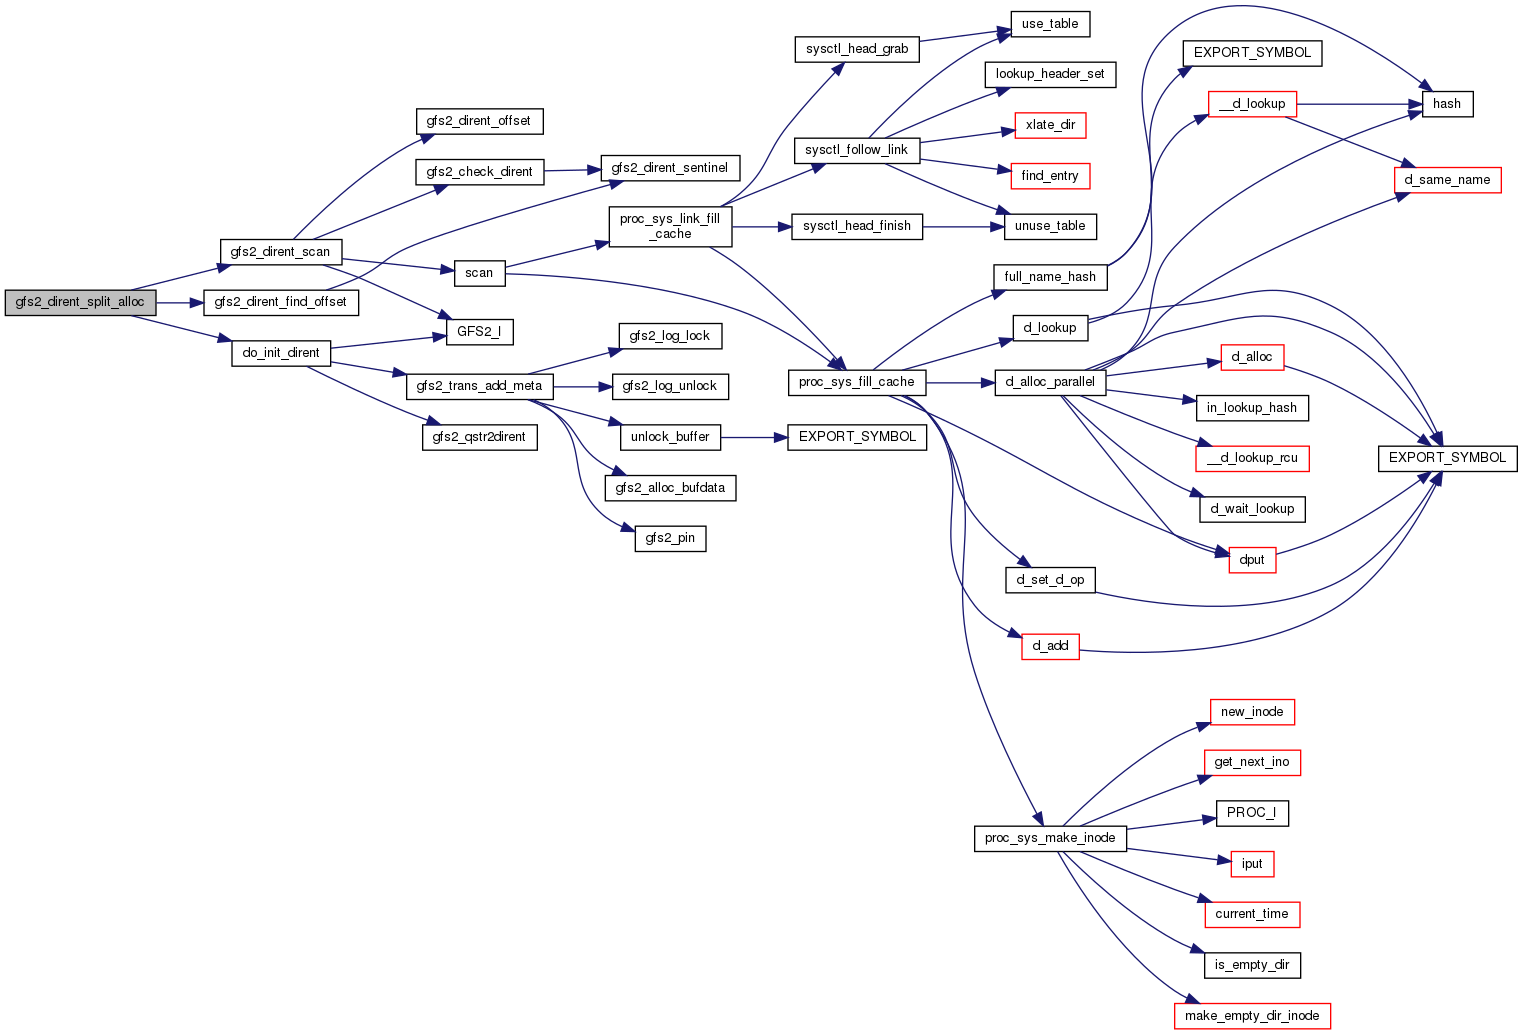 gfs2_dirent_split_alloc
gfs2_dirent_scan
gfs2_dirent_find_offset
do_init_dirent
gfs2_dirent_offset
gfs2_check_dirent
scan
GFS2_I
gfs2_trans_add_meta
gfs2_qstr2dirent
gfs2_dirent_sentinel
proc_sys_link_fill
_cache
gfs2_log_lock
gfs2_log_unlock
unlock_buffer
gfs2_alloc_bufdata
gfs2_pin
sysctl_head_grab
sysctl_follow_link
sysctl_head_finish
proc_sys_fill_cache
EXPORT_SYMBOL
use_table
lookup_header_set
xlate_dir
find_entry
unuse_table
full_name_hash
d_lookup
d_alloc_parallel
d_set_d_op
d_add
proc_sys_make_inode
EXPORT_SYMBOL
__d_lookup
d_alloc
in_lookup_hash
__d_lookup_rcu
d_wait_lookup
dput
new_inode
get_next_ino
PROC_I
iput
current_time
is_empty_dir
make_empty_dir_inode
hash
d_same_name
EXPORT_SYMBOL